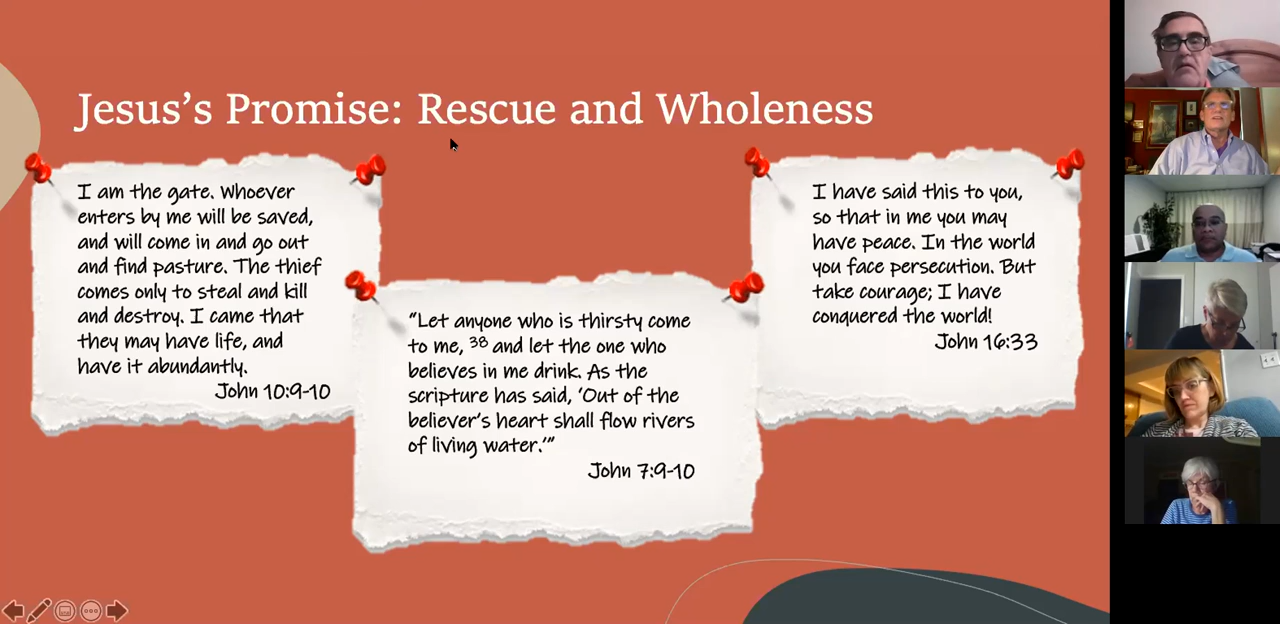 Jesus's Promise: Rescue and Wholeness
I am the gate. Whoever
enters by me will be saved,
and will come in and go out
and find pasture. The thief
comes only to steal and kill
and destroy. I came that
they may have life, and
have it abundantly.
John 10:9-10
"Let anyone who is thirsty come
to me, 38 and let the one who
believes in me drink. As the
scripture has said, 'Out of the
believer's heart shall flow rivers
of living water.'"
John 7:9-10
I have said this to you,
so that in me you may
have peace. In the world
you face persecution. But
take courage; I have
conquered the world!
John 16:33